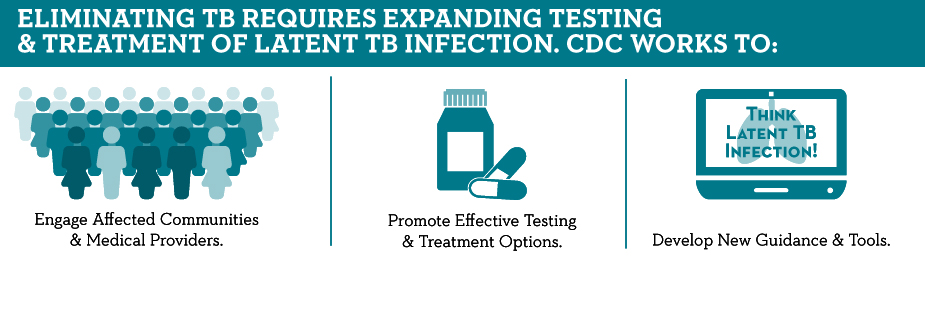 ELIMINATING TB REQUIRES EXPANDING TESTING
& TREATMENT OF LATENT TB INFECTION. CDC WORKS TO:
Engage Affected Communities
& Medical Providers.
Promote Effective Testing
& Treatment Options.
THINK
LATENT TB
INFECTION!
Develop New Guidance & Tools.